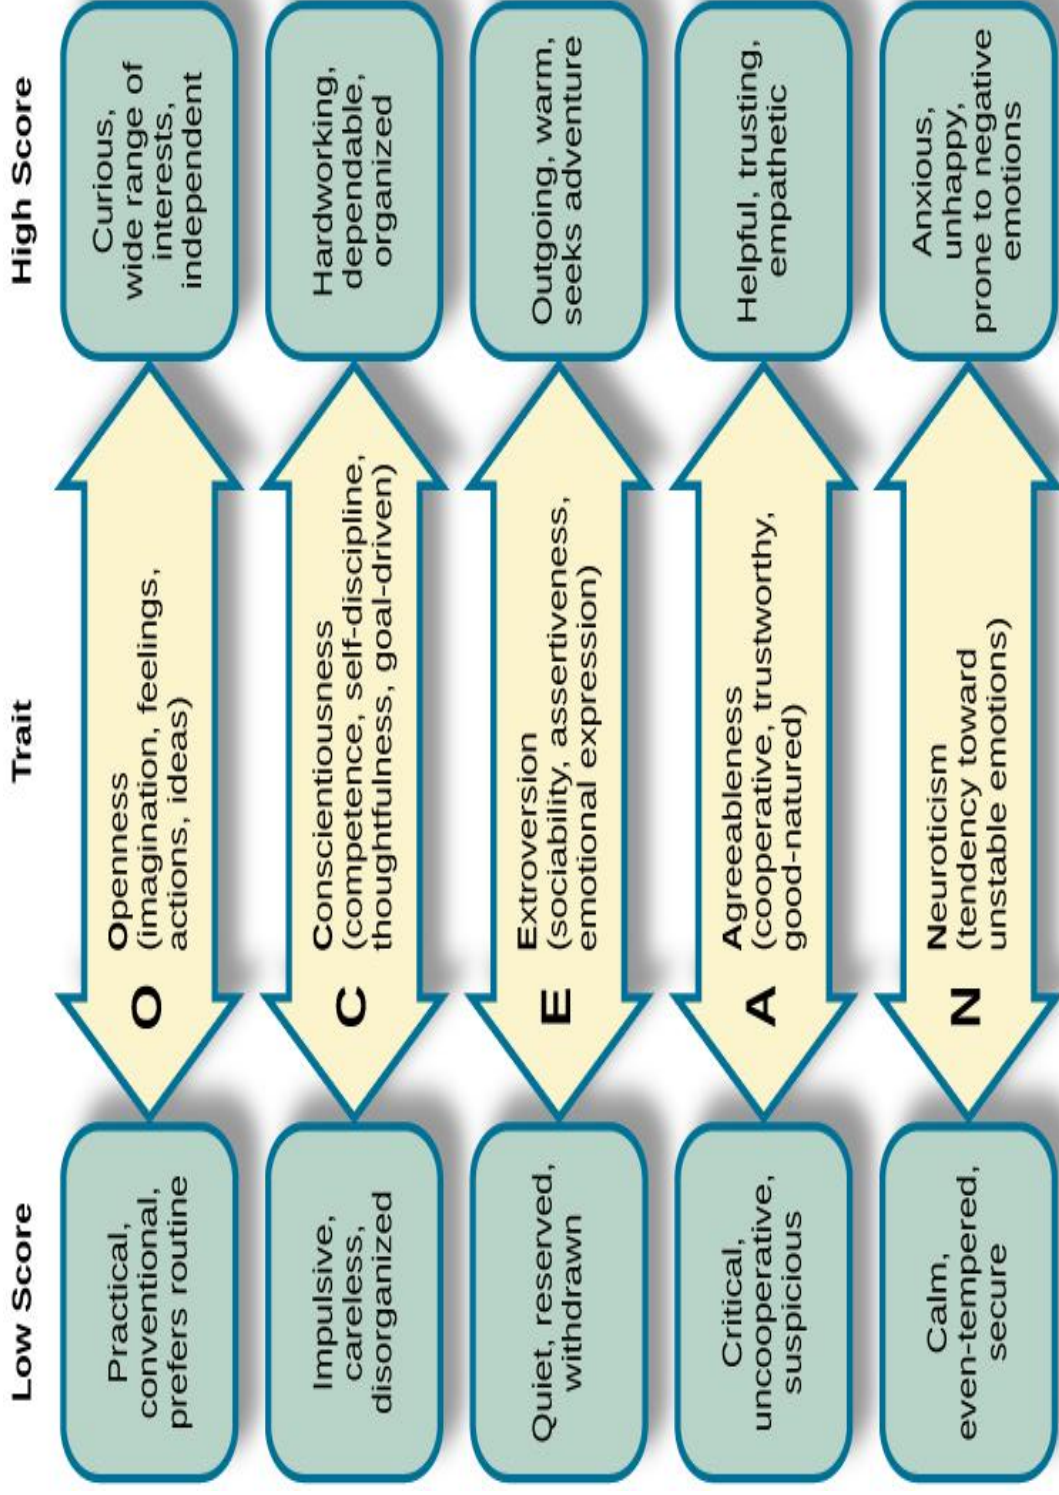 Low Score
Trait
High Score
Practical,
conventional,
prefers routine
O
Openness
(imagination, feelings,
actions, ideas)
Curious,
wide range of
interests,
independent
Impulsive,
careless,
disorganized
C
Conscientiousness
(competence, self-discipline,
thoughtfulness, goal-driven)
Hardworking,
dependable,
organized
Quiet, reserved,
withdrawn
E
Extroversion
(sociability, assertiveness,
emotional expression)
Outgoing, warm,
seeks adventure
Critical,
uncooperative,
suspicious
A
Agreeableness
(cooperative, trustworthy,
good-natured)
Helpful, trusting,
empathetic
Calm,
even-tempered,
secure
N
Neuroticism
(tendency toward
unstable emotions)
Anxious,
unhappy,
prone to negative
emotions